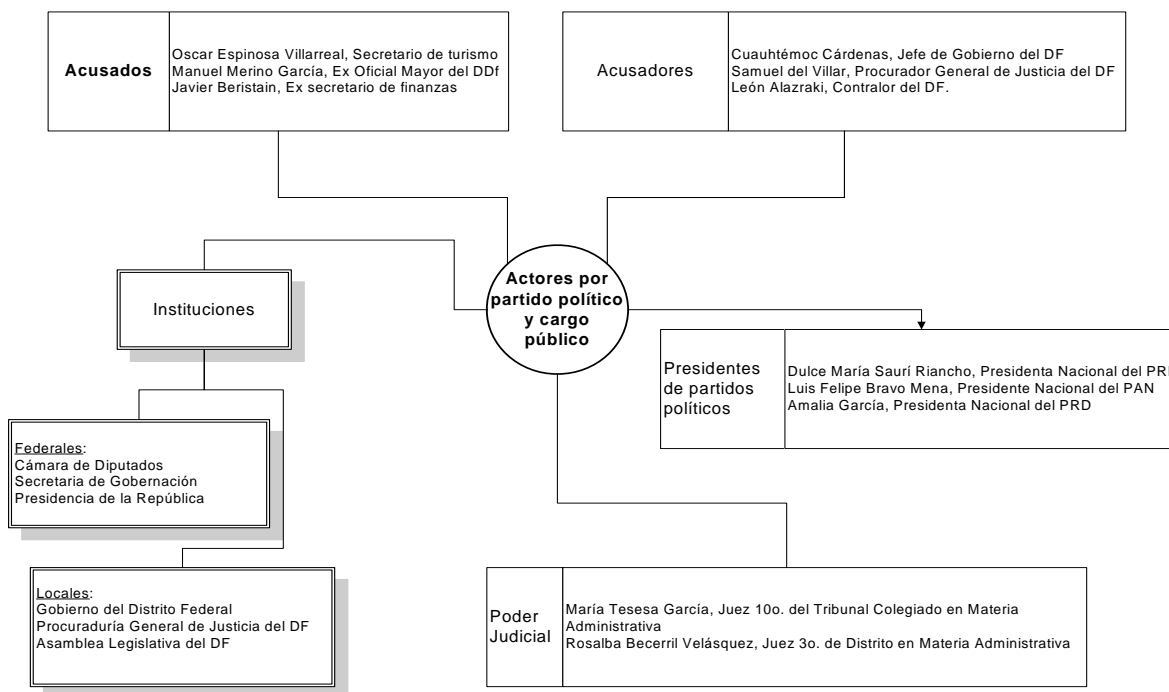 Acusados
Oscar Espinosa Villarreal, Secretario de turismo
Manuel Merino García, Ex Oficial Mayor del DDf
Javier Beristain, Ex secretario de finanzas
Acusadores
Cuauhtémoc Cárdenas, Jefe de Gobierno del DF
Samuel del Villar, Procurador General de Justicia del DF
León Alazraki, Contralor del DF.
Actores por
partido político
y cargo
público
Instituciones
Presidentes
de partidos
políticos
Dulce María Saurí Riancho, Presidenta Nacional del PRI
Luis Felipe Bravo Mena, Presidente Nacional del PAN
Amalia García, Presidenta Nacional del PRD
Federales:
Cámara de Diputados
Secretaria de Gobernación
Presidencia de la República
Locales:
Gobierno del Distrito Federal
Procuraduría General de Justicia del DF
Asamblea Legislativa del DF
Poder
Judicial
María Tesesa García, Juez 10o. del Tribunal Colegiado en Materia
Administrativa
Rosalba Becerril Velásquez, Juez 3o. de Distrito en Materia Administrativa